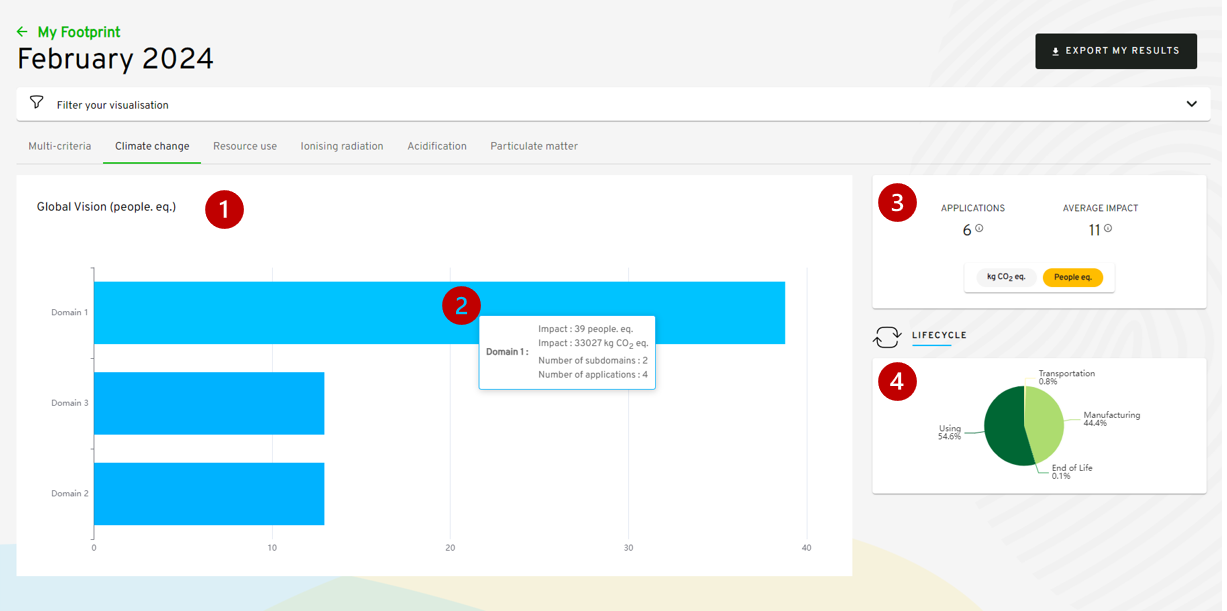 ← My Footprint
February 2024
EXPORT MY RESULTS
Filter your visualisation
Multi-criteria Climate change Resource use Ionising radiation Acidification Particulate matter
Global Vision (people. eq.)
1
Domain 1
Domain 3
Domain 2
0 10 20 30 40
2
Domain 1 :
Impact : 39 people. eq.
Impact : 33027 kg CO2 eq.
Number of subdomains : 2
Number of applications : 4
3
APPLICATIONS AVERAGE IMPACT
6 11
kg CO2 eq. People eq.
LIFECYCLE
4
Transportation
0.8%
Manufacturing
44.4%
Using
54.6%
End of Life
0.1%